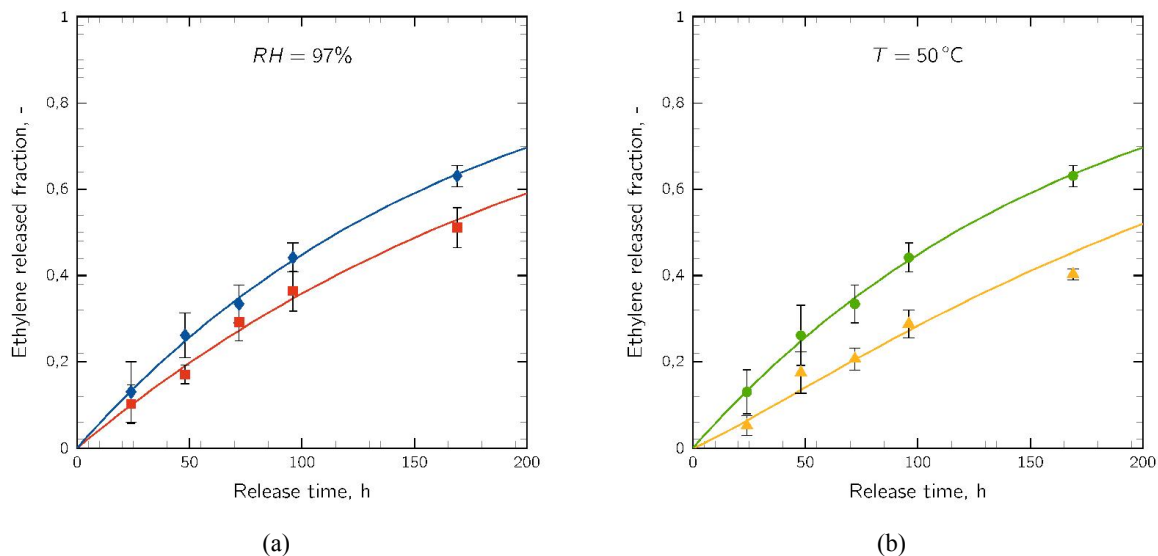 1
0,8
0,6
0,4
0,2
0
0
50
100
150
200
RH = 97%
Ethylene released fraction, -
Release time, h
(a)
1
0,8
0,6
0,4
0,2
0
0
50
100
150
200
T = 50 °C
Ethylene released fraction, -
Release time, h
(b)